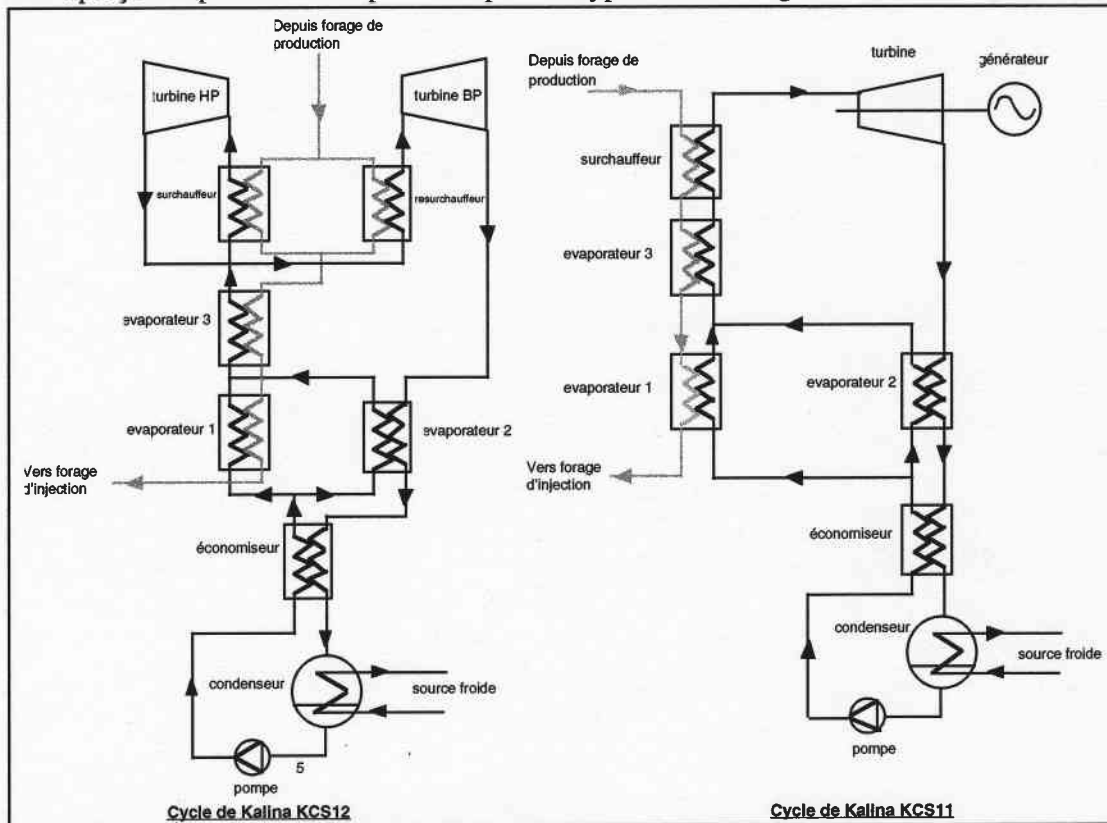 Depuis forage de
production
turbine HP
turbine BP
surchauffeur
resurchauffeur
evaporateur 3
evaporateur 1
evaporateur 2
Vers forage
d'injection
économiseur
condenseur
source froide
pompe
5
Cycle de Kalina KCS12
Depuis forage de
production
turbine
générateur
surchauffeur
evaporateur 3
evaporateur 1
evaporateur 2
Vers forage
d'injection
économiseur
condenseur
source froide
pompe
Cycle de Kalina KCS11